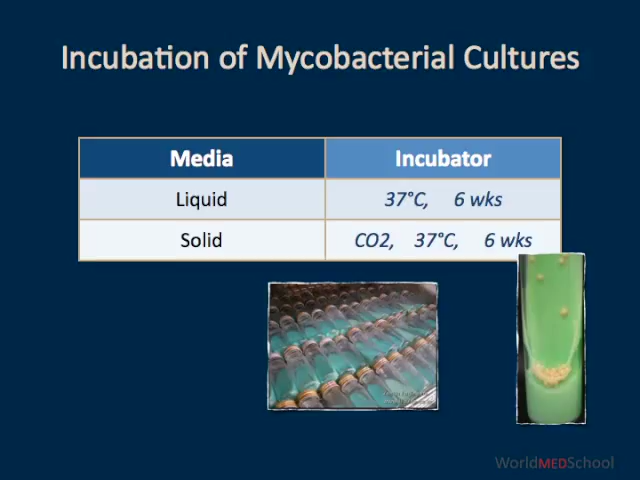 Incubation of Mycobacterial Cultures
Media Incubator
Liquid 37°C, 6 wks
Solid CO2, 37°C, 6 wks
WorldMEDSchool